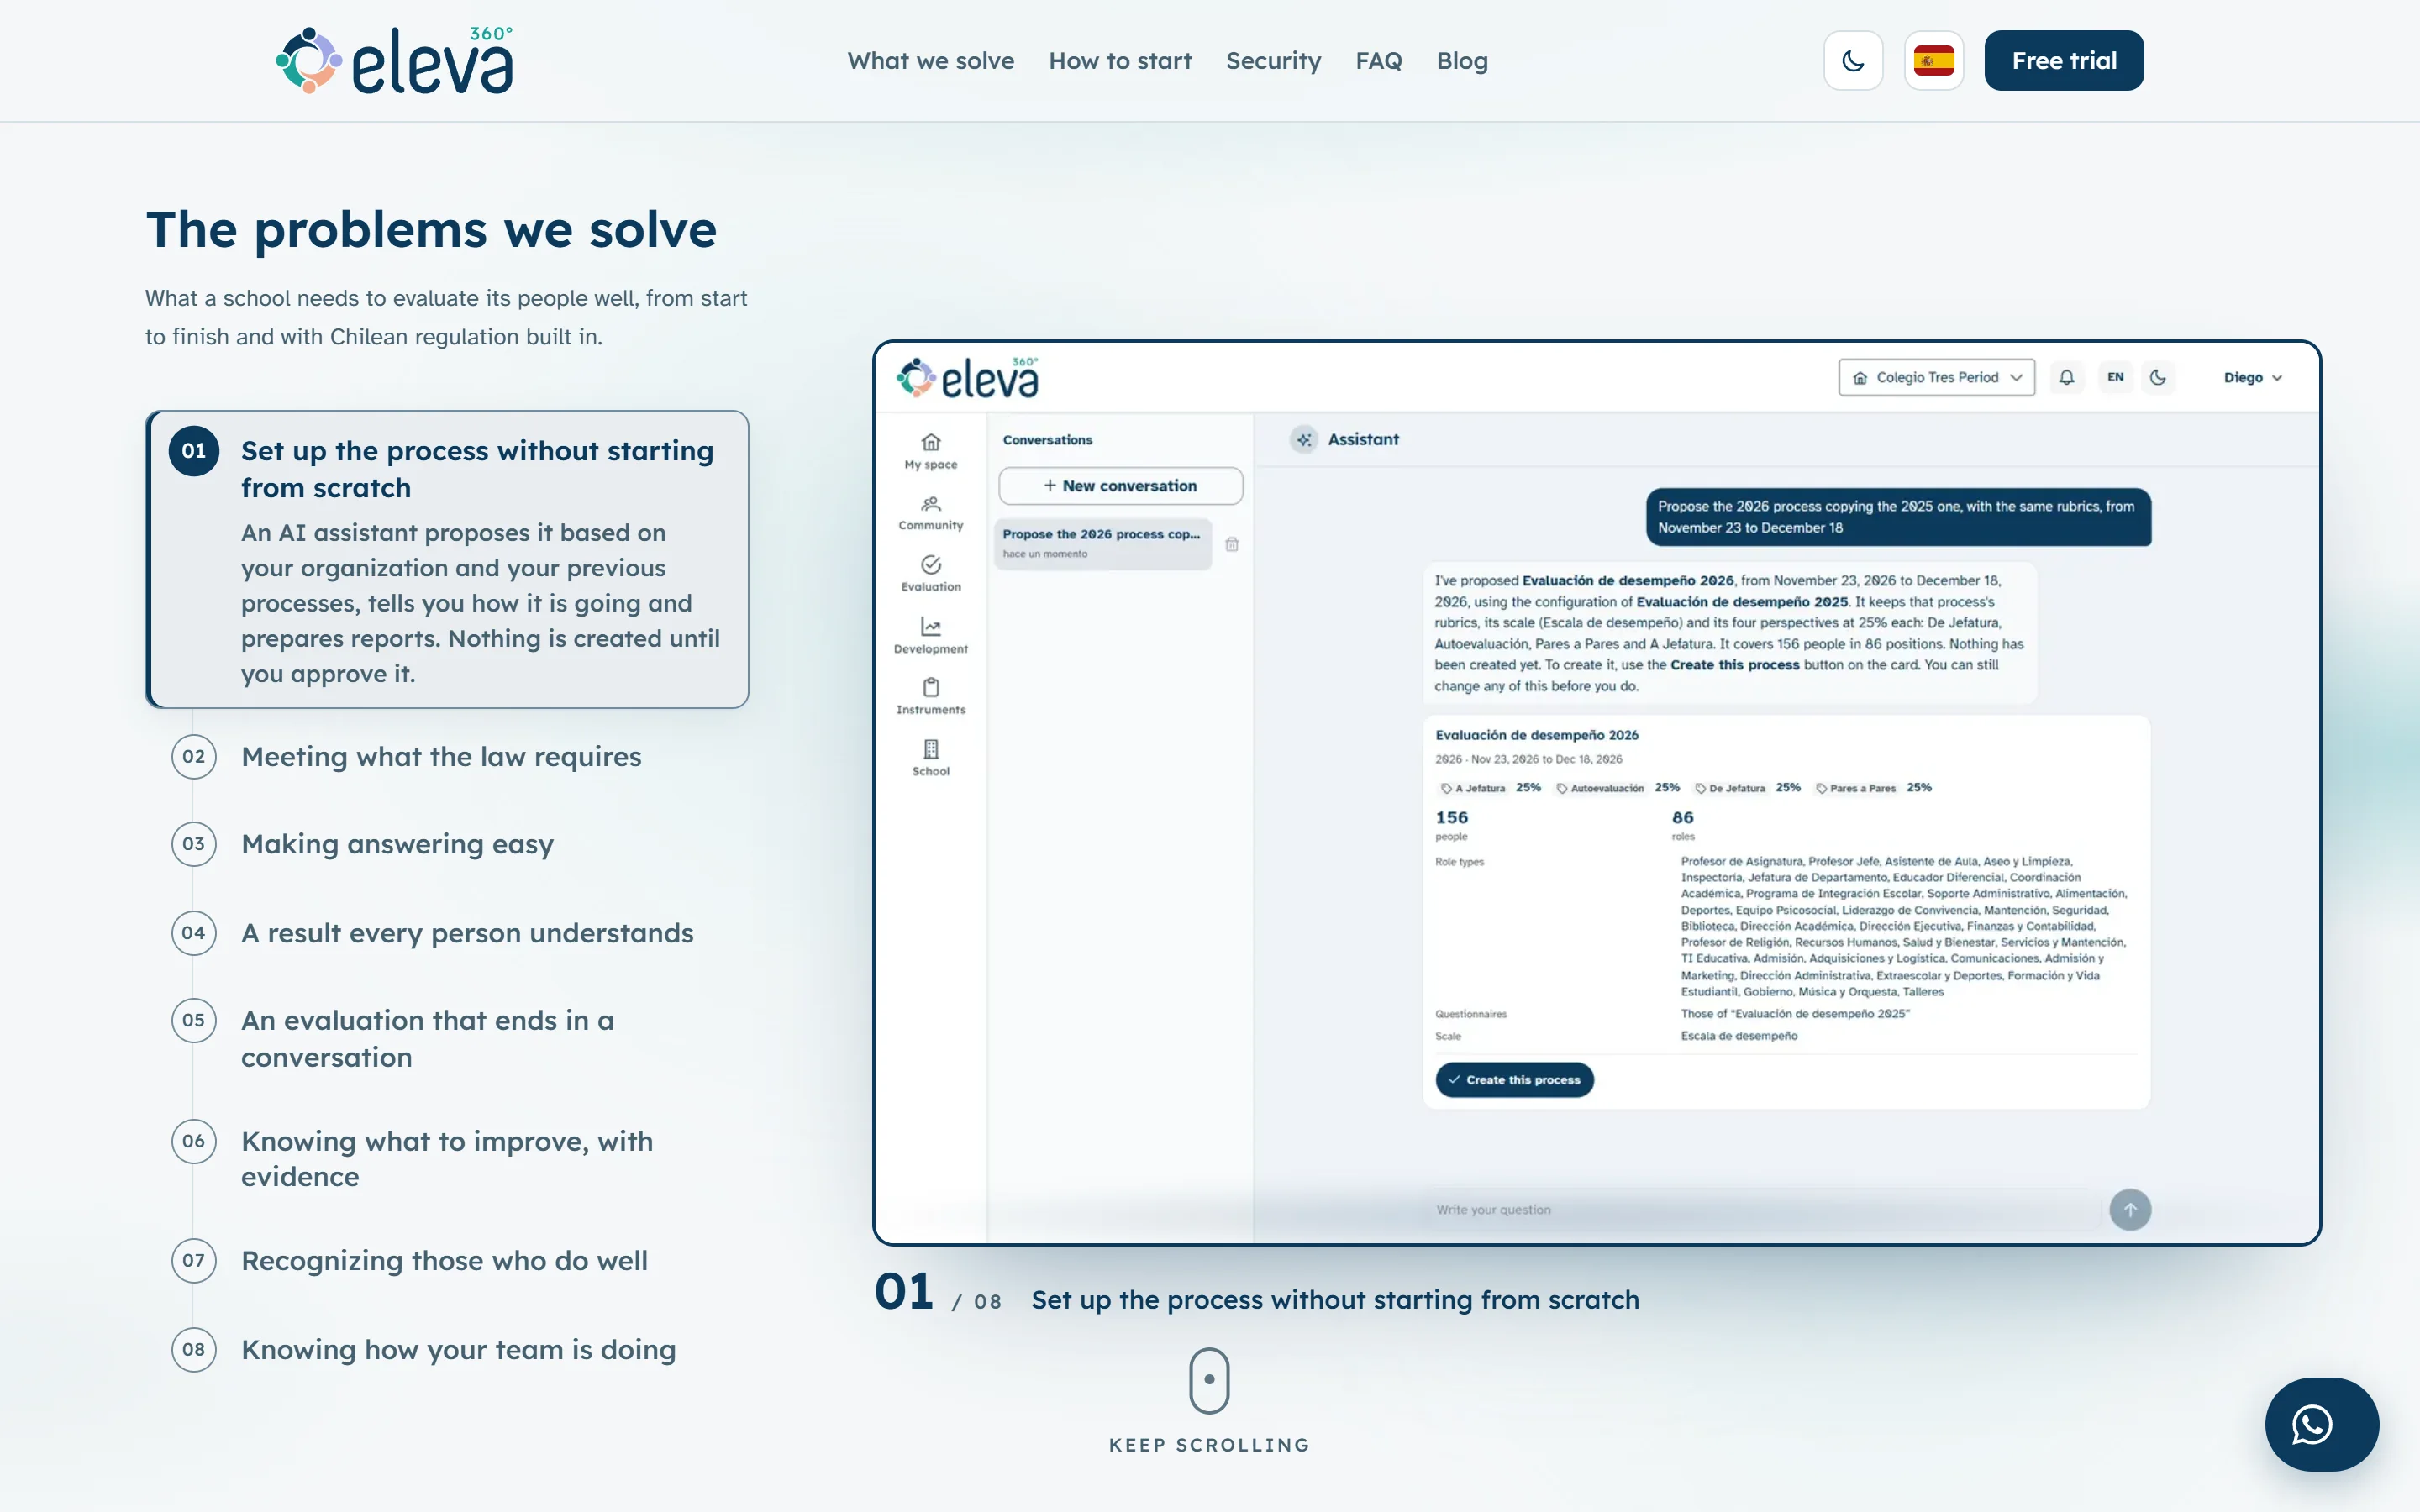 eleva 360°
What we solve
How to start
Security
FAQ
Blog
Free trial
The problems we solve
What a school needs to evaluate its people well, from start
to finish and with Chilean regulation built in.
01
Set up the process without starting
from scratch
An AI assistant proposes it based on
your organization and your previous
processes, tells you how it is going and
prepares reports. Nothing is created until
you approve it.
02 Meeting what the law requires
03 Making answering easy
04 A result every person understands
05 An evaluation that ends in a
conversation
06 Knowing what to improve, with
evidence
07 Recognizing those who do well
08 Knowing how your team is doing
eleva 360°
Colegio Tres Period
EN
Diego
My space
Community
Evaluation
Development
Instruments
School
Conversations
+ New conversation
Propose the 2026 process cop...
hace un momento
Assistant
Propose the 2026 process copying the 2025 one, with the same rubrics, from
November 23 to December 18
I've proposed Evaluación de desempeño 2026, from November 23, 2026 to December 18,
2026, using the configuration of Evaluación de desempeño 2025. It keeps that process's
rubrics, its scale (Escala de desempeño) and its four perspectives at 25% each: De Jefatura,
Autoevaluación, Pares a Pares and A Jefatura. It covers 156 people in 86 positions. Nothing has
been created yet. To create it, use the Create this process button on the card. You can still
change any of this before you do.
Evaluación de desempeño 2026
2026 · Nov 23, 2026 to Dec 18, 2026
A Jefatura 25% Autoevaluación 25% De Jefatura 25% Pares a Pares 25%
156 86
people roles
Role types
Profesor de Asignatura, Profesor Jefe, Asistente de Aula, Aseo y Limpieza,
Inspectoría, Jefatura de Departamento, Educador Diferencial, Coordinación
Académica, Programa de Integración Escolar, Soporte Administrativo, Alimentación,
Deportes, Equipo Psicosocial, Liderazgo de Convivencia, Mantención, Seguridad,
Biblioteca, Dirección Académica, Dirección Ejecutiva, Finanzas y Contabilidad,
Profesor de Religión, Recursos Humanos, Salud y Bienestar, Servicios y Mantención,
TI Educativa, Admisión, Adquisiciones y Logística, Comunicaciones, Admisión y
Marketing, Dirección Administrativa, Extraescolar y Deportes, Formación y Vida
Estudiantil, Gobierno, Música y Orquesta, Talleres
Questionnaires Those of “Evaluación de desempeño 2025”
Scale Escala de desempeño
Create this process
Write your question
01 / 08 Set up the process without starting from scratch
KEEP SCROLLING